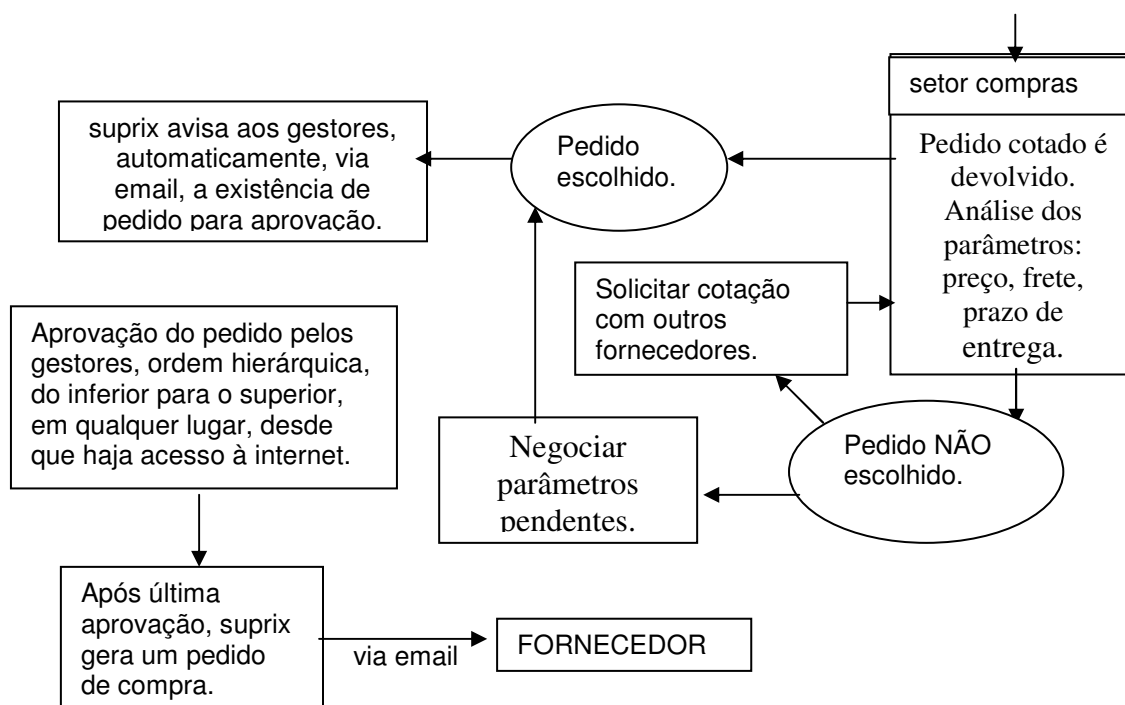 setor compras
Pedido cotado é
devolvido.
Análise dos
parâmetros:
preço, frete,
prazo de
entrega.
Pedido
escolhido.
suprix avisa aos gestores,
automaticamente, via
email, a existência de
pedido para aprovação.
Solicitar cotação
com outros
fornecedores.
Pedido NÃO
escolhido.
Negociar
parâmetros
pendentes.
Aprovação do pedido pelos
gestores, ordem hierárquica,
do inferior para o superior,
em qualquer lugar, desde
que haja acesso à internet.
Após última
aprovação, suprix
gera um pedido
de compra.
via email
FORNECEDOR